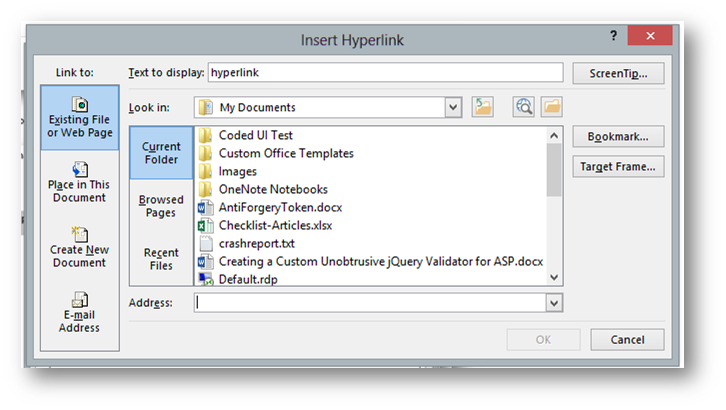 Insert Hyperlink
?
Link to:
Text to display: hyperlink
ScreenTip...
Existing File
or Web Page
Place in This
Document
Create New
Document
E-mail
Address
Look in: My Documents
Current
Folder
Browsed
Pages
Recent
Files
Coded UI Test
Custom Office Templates
Images
OneNote Notebooks
AntiForgeryToken.docx
Checklist-Articles.xlsx
crashreport.txt
Creating a Custom Unobtrusive jQuery Validator for ASP.docx
Default.rdp
Bookmark...
Target Frame...
Address:
OK
Cancel